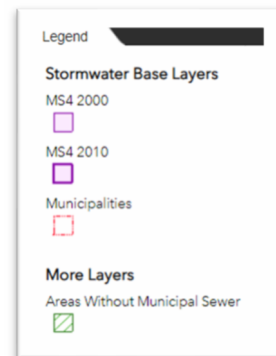 Legend
Stormwater Base Layers
MS4 2000
MS4 2010
Municipalities
More Layers
Areas Without Municipal Sewer